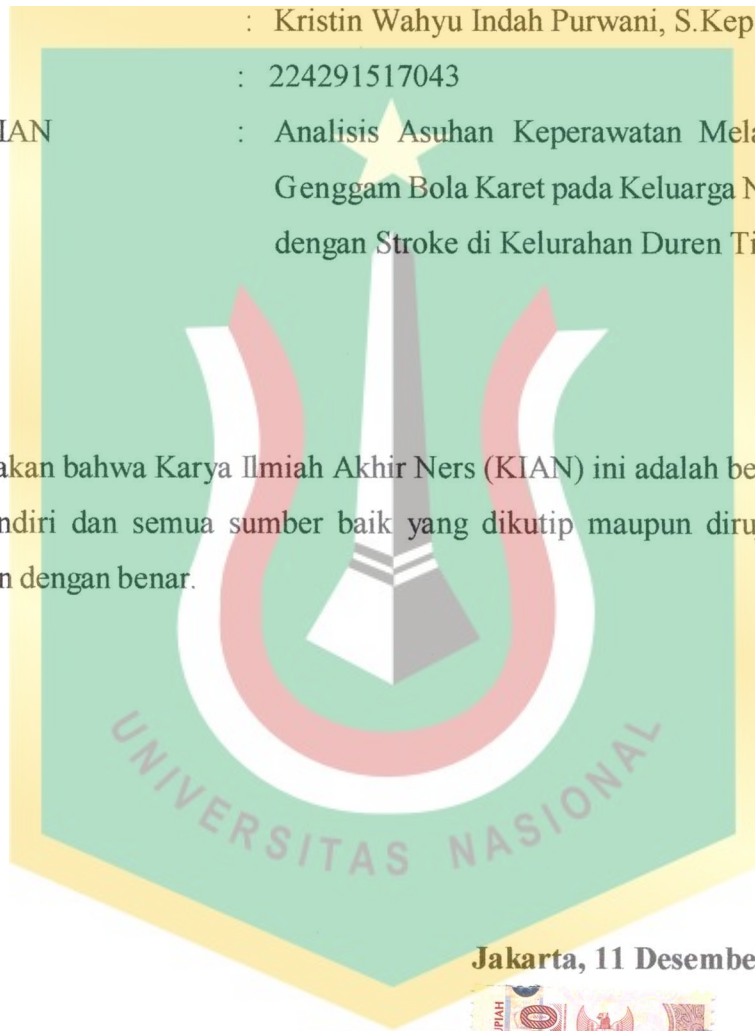 : Kristin Wahyu Indah Purwani, S.Kep
: 224291517043
IAN : Analisis Asuhan Keperawatan Mela
Genggam Bola Karet pada Keluarga N
dengan Stroke di Kelurahan Duren Ti
akan bahwa Karya Ilmiah Akhir Ners (KIAN) ini adalah be
ndiri dan semua sumber baik yang dikutip maupun diru
n dengan benar.
UNIVERSITAS NASIONAL
Jakarta, 11 Desembe
RUPIAH